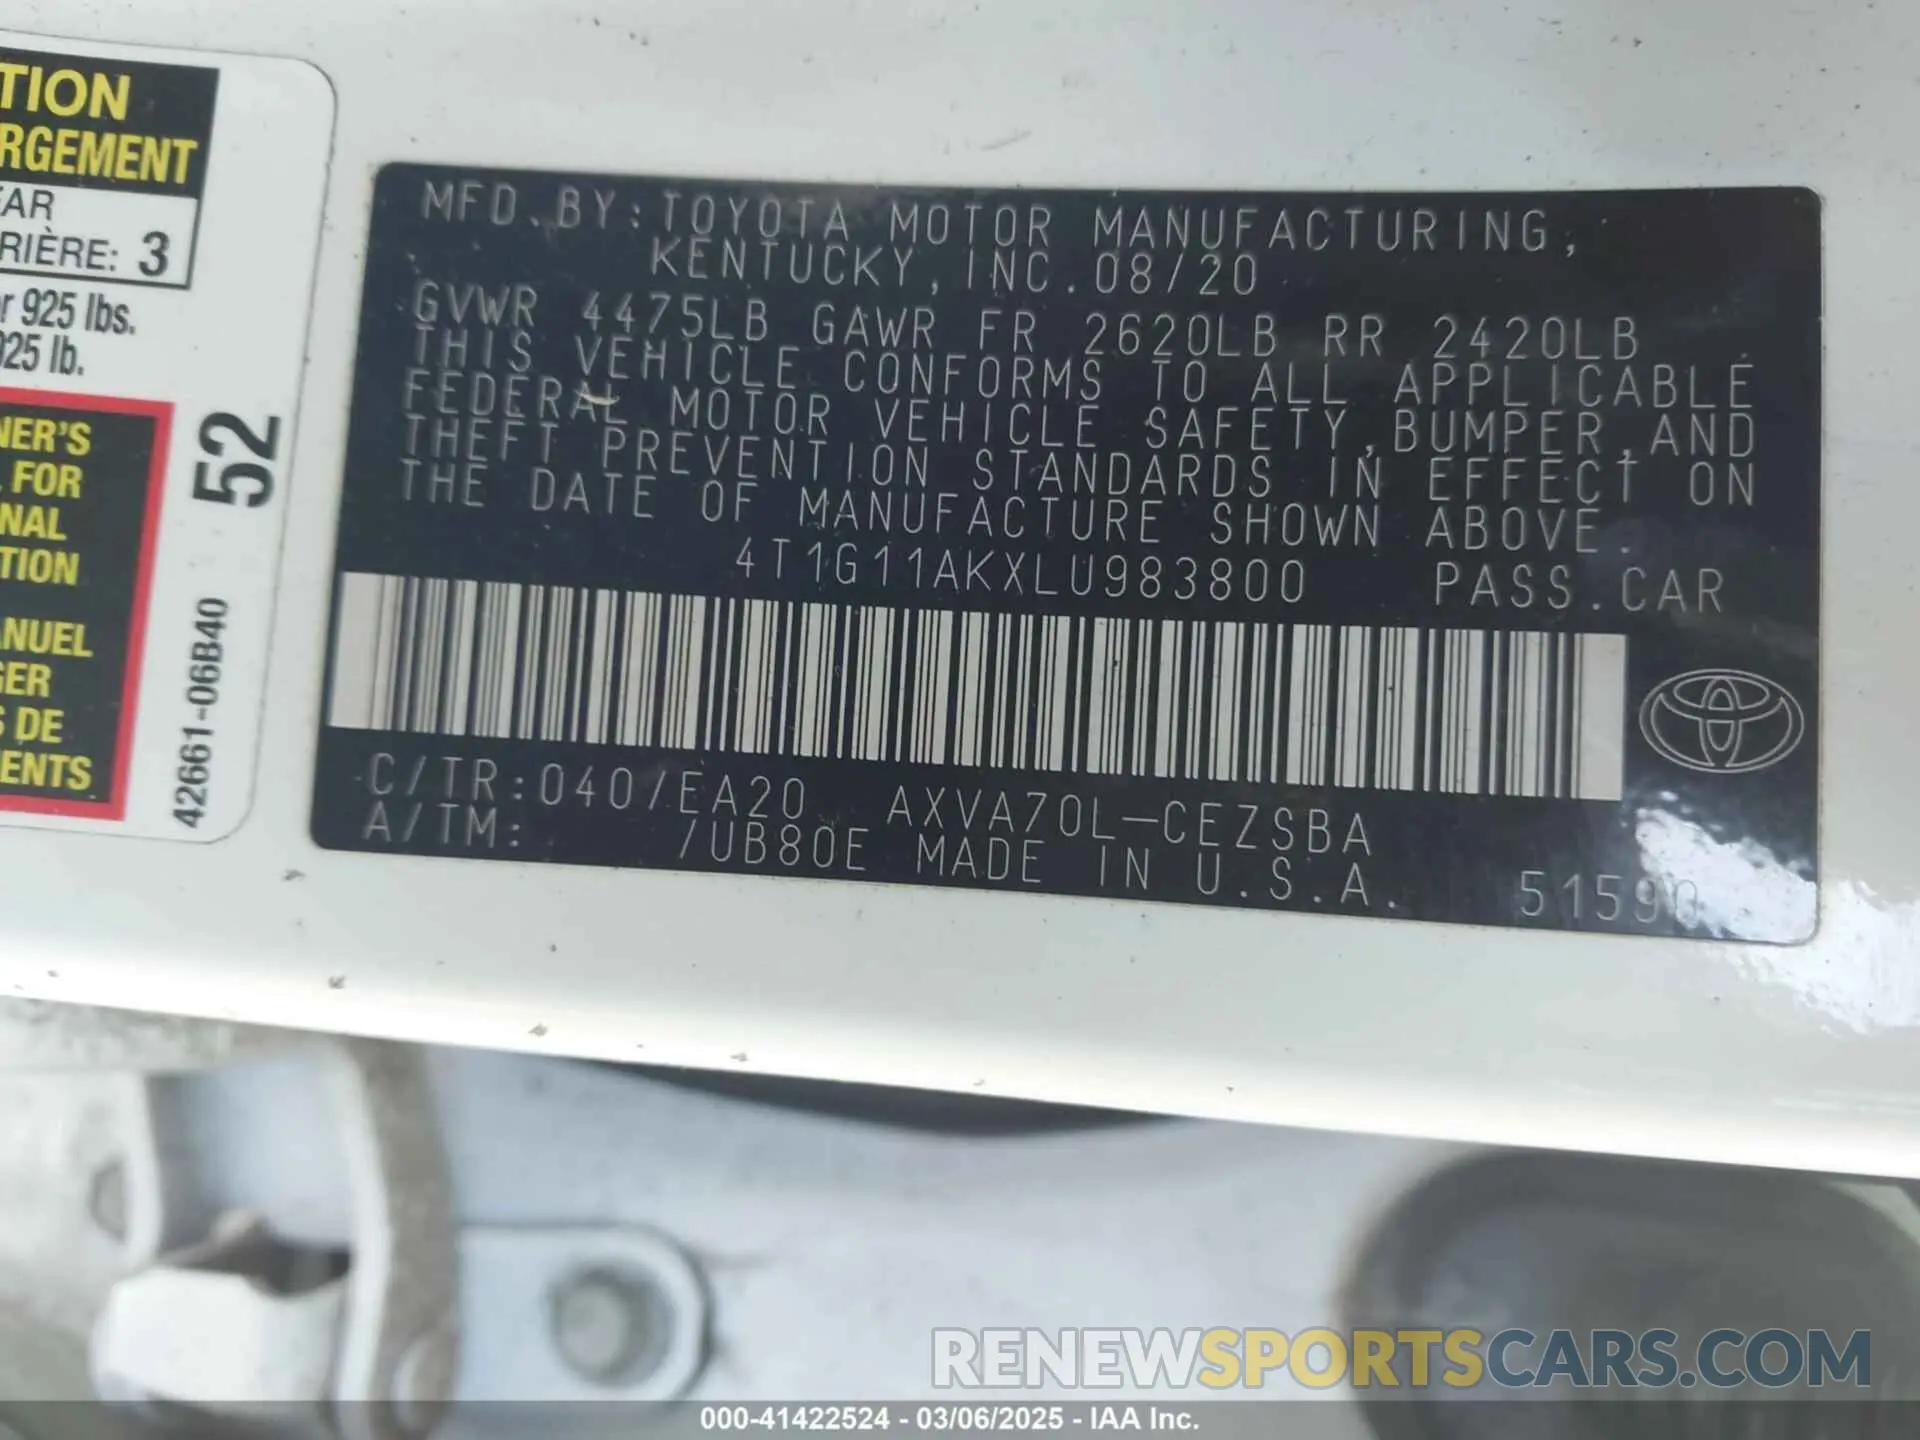 TION
RGEMENT
EAR
RIÈRE: 3
r 925 lbs.
925 lb.
NER'S
FOR
NAL
TION
ANUEL
GER
S DE
ENTS
52
42661-06B40
MFD.BY:TOYOTA MOTOR MANUFACTURING,
KENTUCKY,INC.08/20
GVWR 4475LB GAWR FR 2620LB RR 2420LB
THIS VEHICLE CONFORMS TO ALL APPLICABLE
FEDERAL MOTOR VEHICLE SAFETY,BUMPER,AND
THEFT PREVENTION STANDARDS IN EFFECT ON
THE DATE OF MANUFACTURE SHOWN ABOVE.
4T1G11AKXLU983800 PASS.CAR
C/TR:040/EA20 AXVA70L-CEZSBA
A/TM: /UB80E MADE IN U.S.A. 51590
RENEWSPORTSCARS.COM
000-41422524 - 03/06/2025 - IAA Inc.